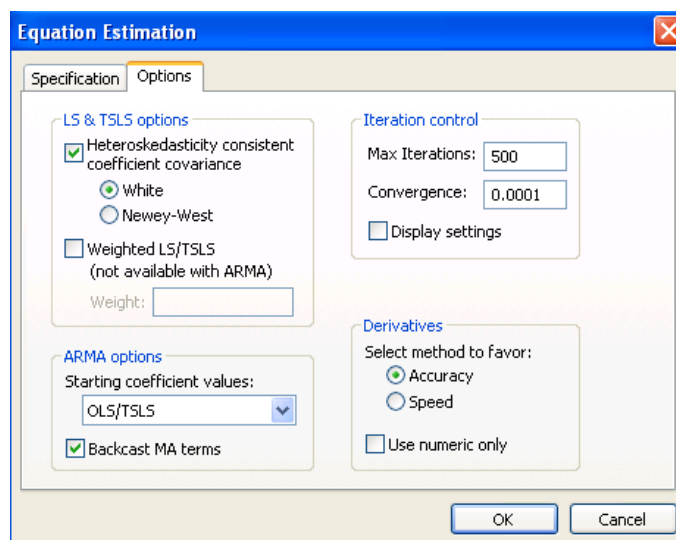 Equation Estimation
Specification
Options
LS & TSLS options
Heteroskedasticity consistent
coefficient covariance
White
Newey-West
Weighted LS/TSLS
(not available with ARMA)
Weight:
ARMA options
Starting coefficient values:
OLS/TSLS
Backcast MA terms
Iteration control
Max Iterations: 500
Convergence: 0.0001
Display settings
Derivatives
Select method to favor:
Accuracy
Speed
Use numeric only
OK
Cancel